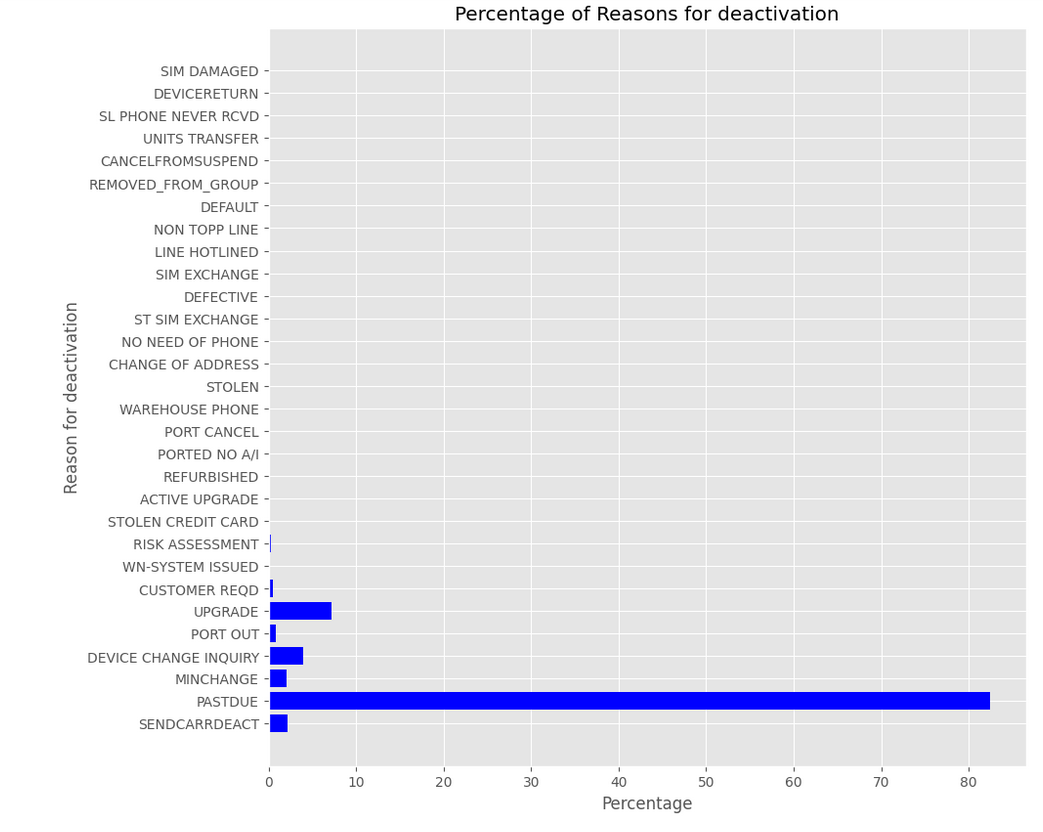 Percentage of Reasons for deactivation
SIM DAMAGED
DEVICERETURN
SL PHONE NEVER RCVD
UNITS TRANSFER
CANCELFROMSUSPEND
REMOVED_FROM_GROUP
DEFAULT
NON TOPP LINE
LINE HOTLINED
SIM EXCHANGE
DEFECTIVE
ST SIM EXCHANGE
NO NEED OF PHONE
CHANGE OF ADDRESS
STOLEN
WAREHOUSE PHONE
PORT CANCEL
PORTED NO A/I
REFURBISHED
ACTIVE UPGRADE
STOLEN CREDIT CARD
RISK ASSESSMENT
WN-SYSTEM ISSUED
CUSTOMER REQD
UPGRADE
PORT OUT
DEVICE CHANGE INQUIRY
MINCHANGE
PASTDUE
SENDCARRDEACT
Reason for deactivation
0 10 20 30 40 50 60 70 80
Percentage